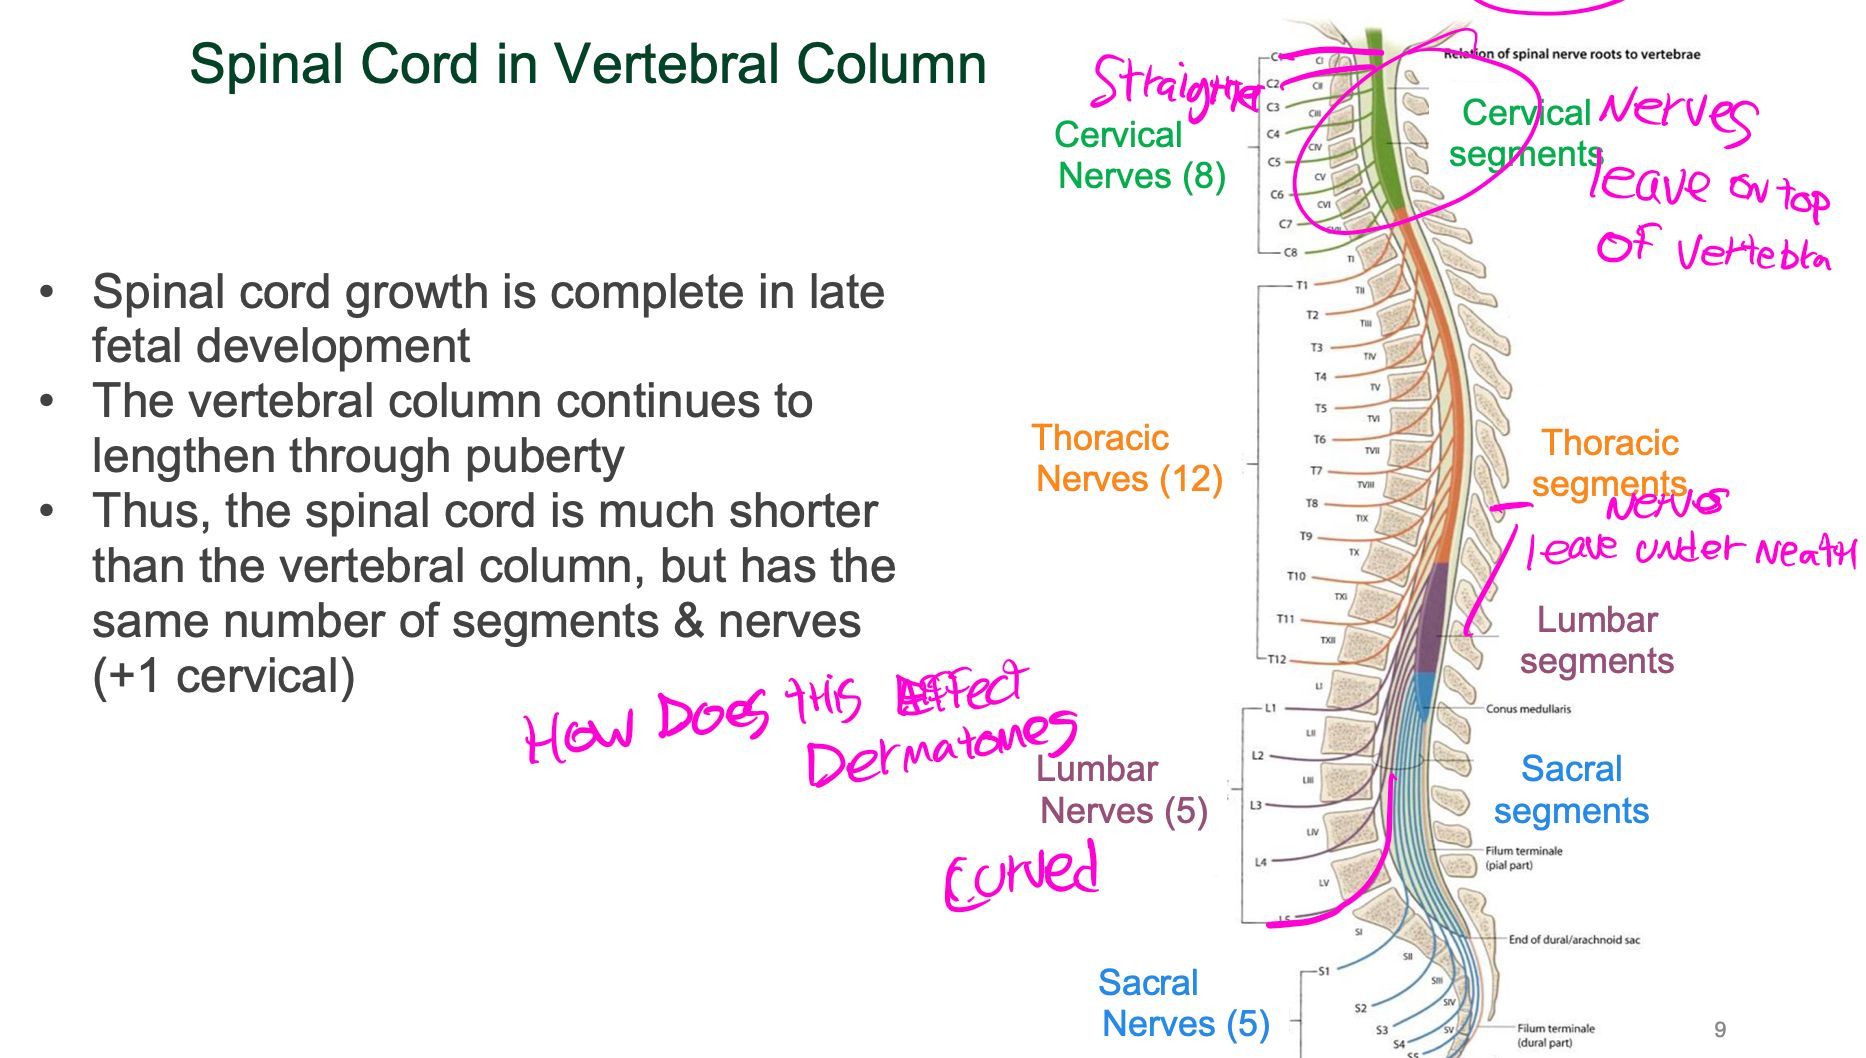 Spinal Cord in Vertebral Column
• Spinal cord growth is complete in late
fetal development
• The vertebral column continues to
lengthen through puberty
• Thus, the spinal cord is much shorter
than the vertebral column, but has the
same number of segments & nerves
(+1 cervical)
How Does this Affect
Dermatomes
Curved
Cervical
Nerves (8)
Thoracic
Nerves (12)
Lumbar
Nerves (5)
Sacral
Nerves (5)
C2
C3
C4
C5
C6
C7
C8
T1
T2
T3
T4
T5
T6
T7
T8
T9
T10
T11
T12
L1
L2
L3
L4
L5
S1
S2
S3
S4
S5
CI
CII
CIII
CIV
CV
CVI
CVII
TI
TII
TIII
TIV
TV
TVI
TVII
TVIII
TIX
TX
TXI
TXII
LI
LII
LIII
LIV
LV
SI
SII
SIII
SIV
SV
Relation of spinal nerve roots to vertebrae
Cervical
segments
Nerves
leave on top
of Vertebra
Thoracic
segments
Nerves
leave underneath
Lumbar
segments
Conus medullaris
Sacral
segments
Filum terminale
(pial part)
End of dural/arachnoid sac
Filum terminale
(dural part)
9